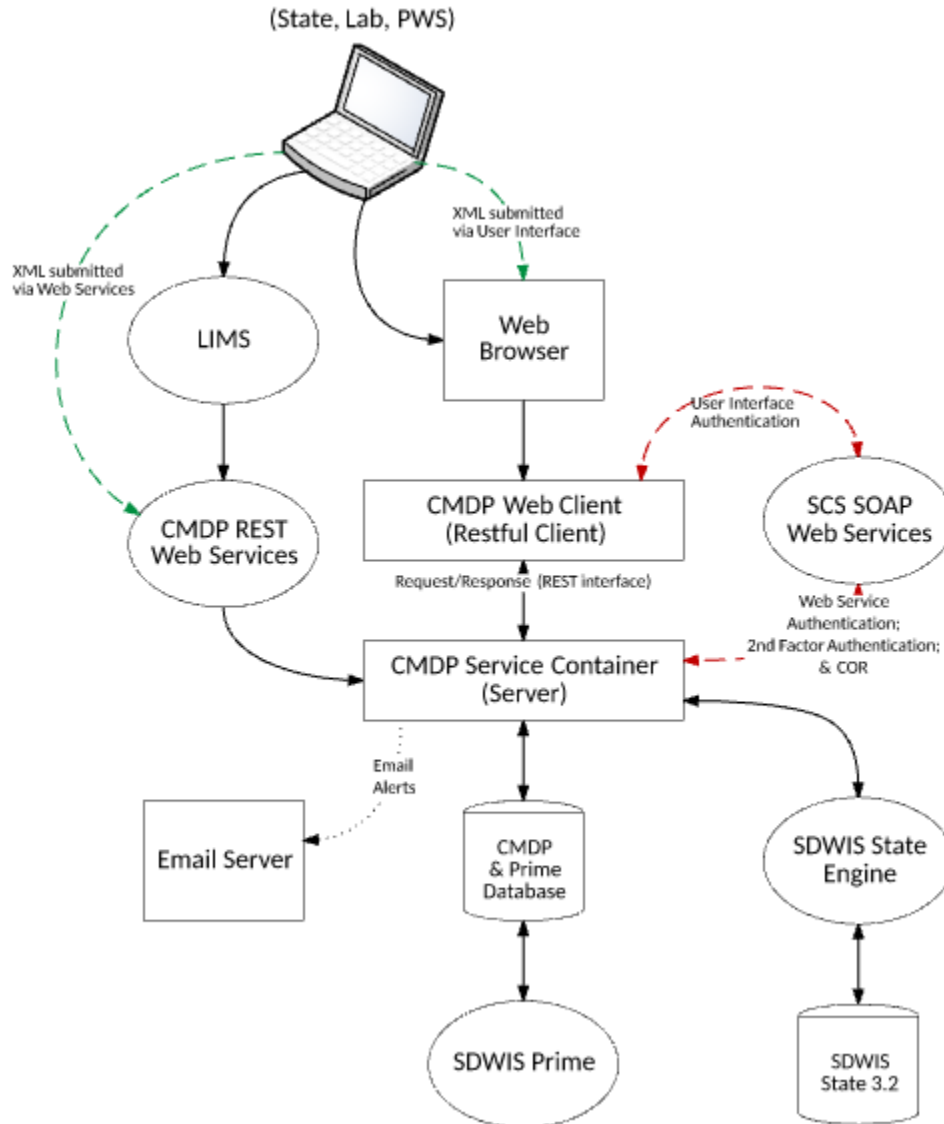 (State, Lab, PWS)
XML submitted
via User Interface
XML submitted
via Web Services
LIMS
Web
Browser
User Interface
Authentication
CMDP REST
Web Services
CMDP Web Client
(Restful Client)
SCS SOAP
Web Services
Request/Response (REST interface)
Web Service
Authentication;
2nd Factor Authentication;
& COR
CMDP Service Container
(Server)
Email
Alerts
Email Server
CMDP
& Prime
Database
SDWIS State
Engine
SDWIS Prime
SDWIS
State 3.2